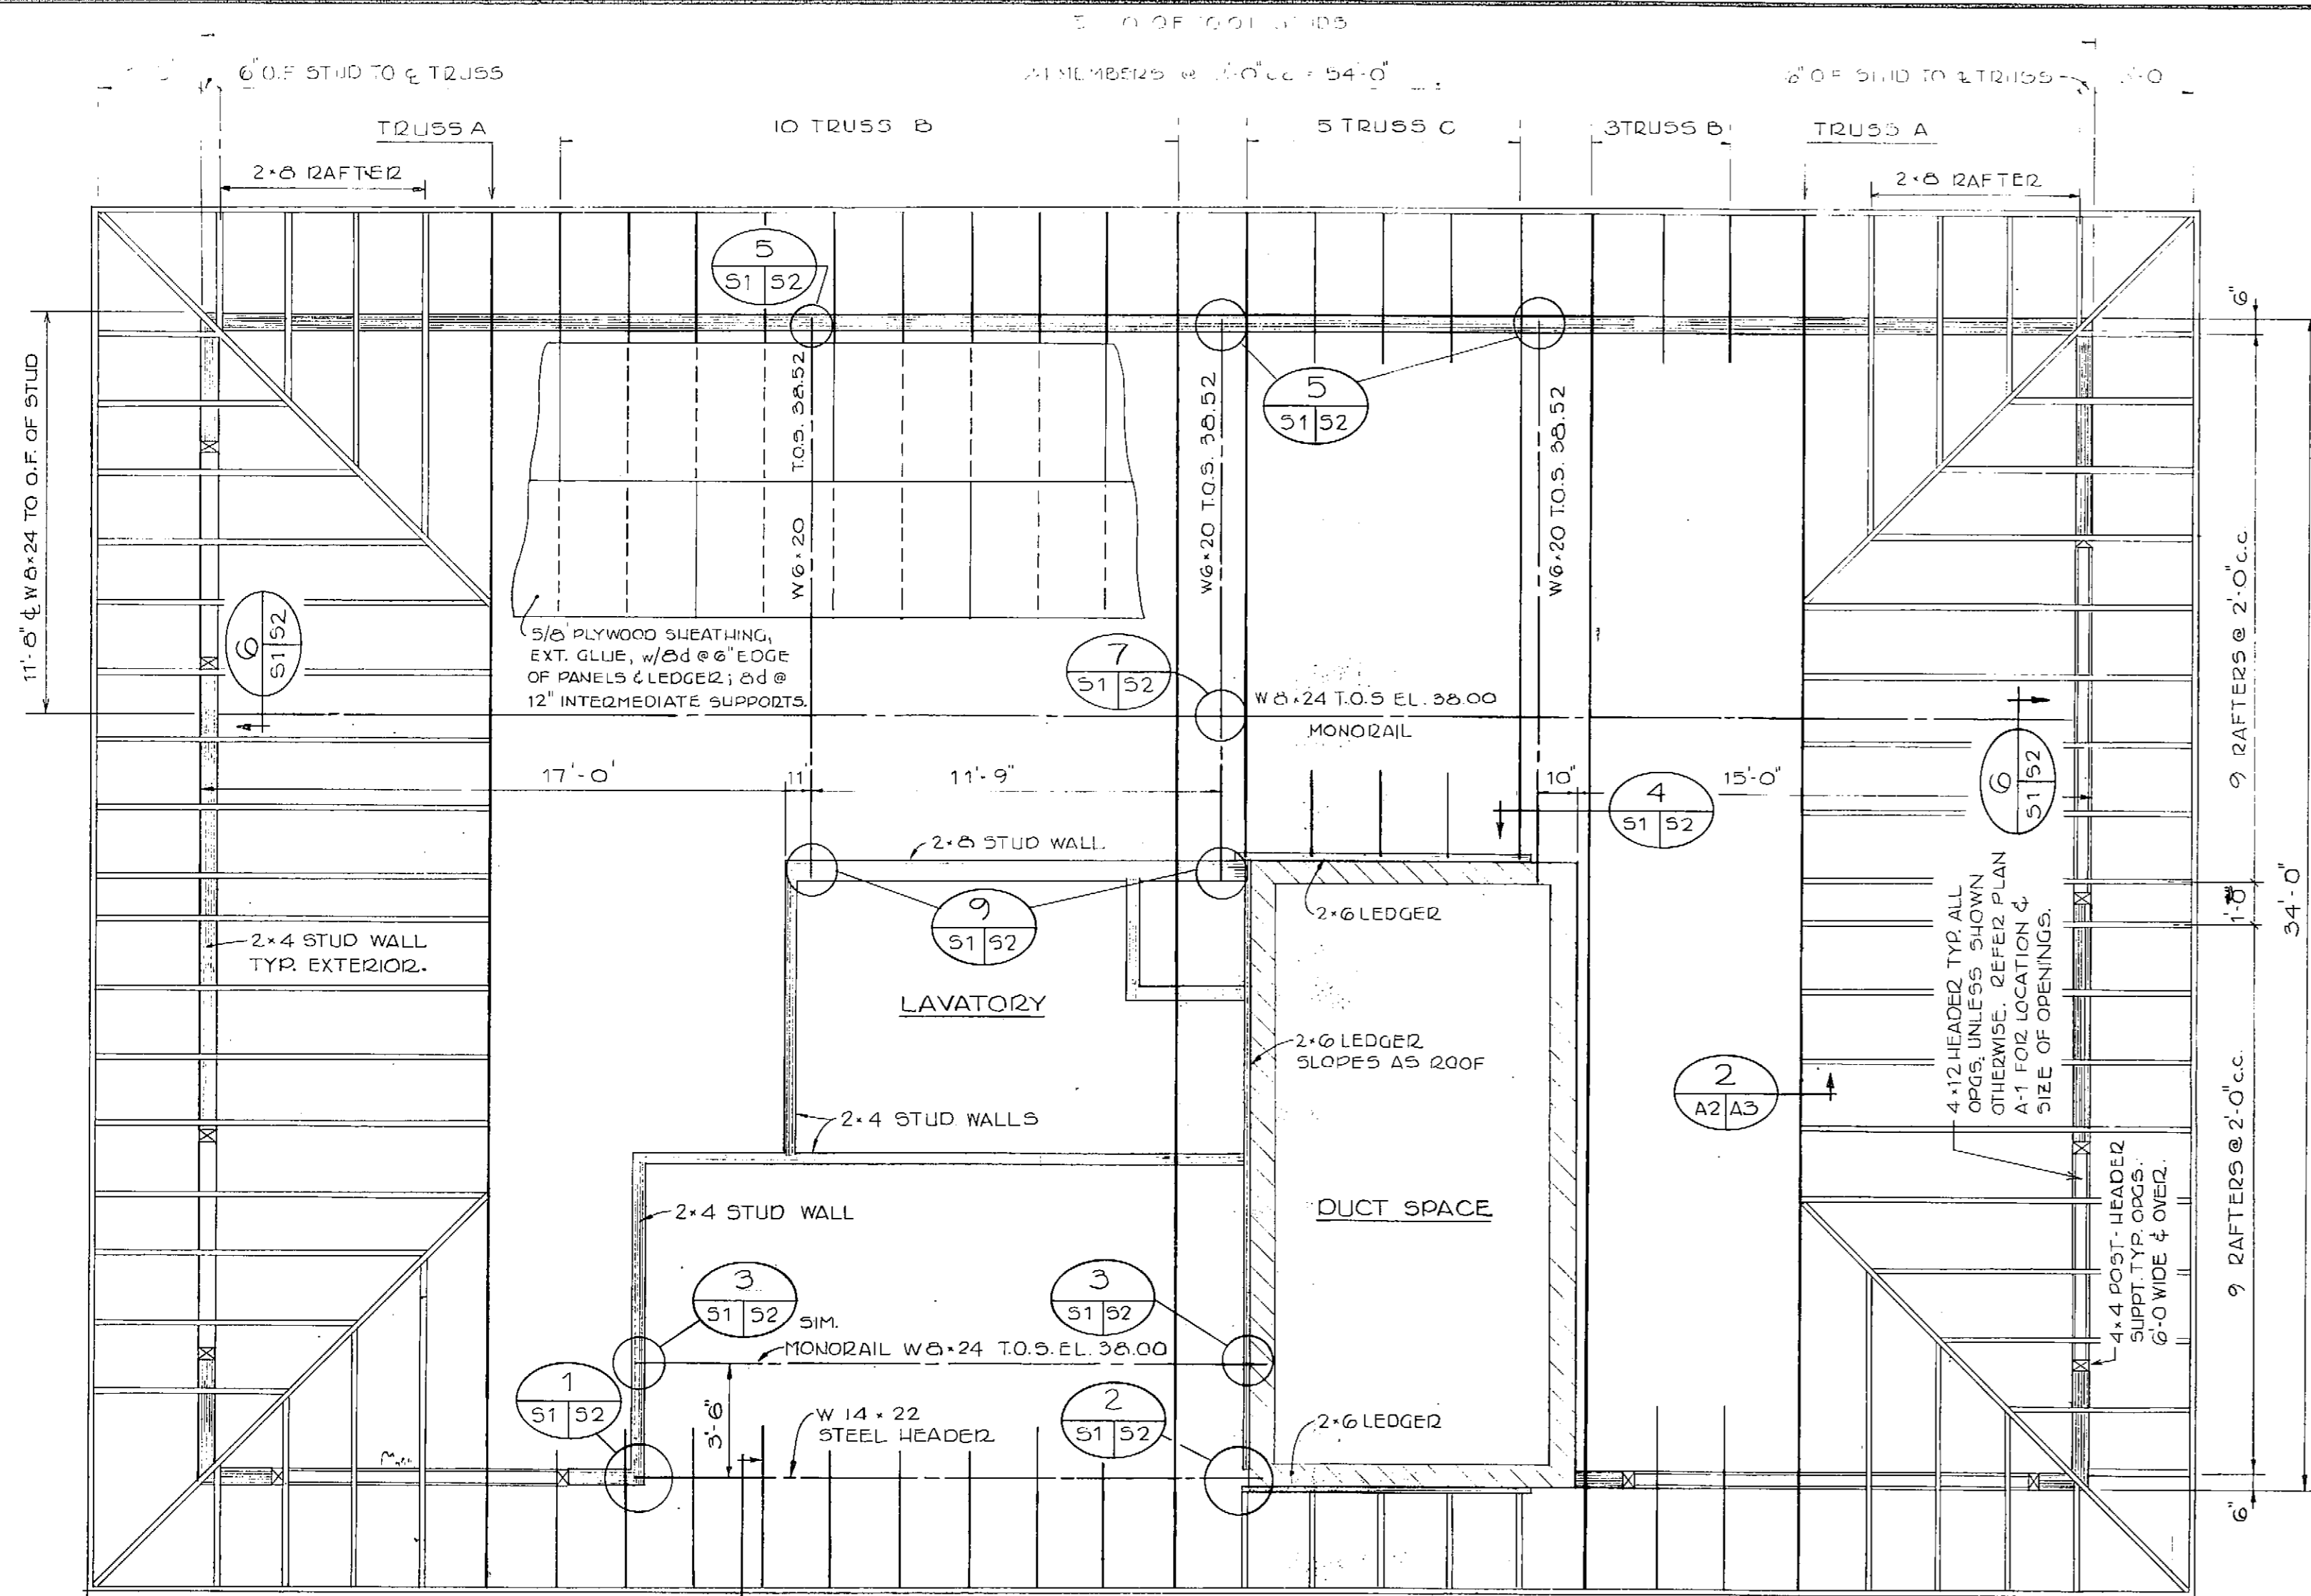 6" O.F STUD TO ℄ TRUSS
MEMBERS @
= 54'-0"
TRUSS A
10 TRUSS B
5 TRUSS C
3 TRUSS B
TRUSS A
2×8 RAFTER
2×8 RAFTER
5
S1 S2
6"
11'-8" ℄ W8×24 TO O.F. OF STUD
W6×20 T.O.S. 38.52
W6×20 T.O.S. 38.52
W6×20 T.O.S. 38.52
5
S1 S2
5/8" PLYWOOD SHEATHING,
EXT. GLUE, w/8d @ 6" EDGE
OF PANELS & LEDGER; 8d @
12" INTERMEDIATE SUPPORTS.
6
S1 S2
7
S1 S2
W 8×24 T.O.S EL. 38.00
MONORAIL
9 RAFTERS @ 2'-0" c.c.
6
S1 S2
17'-0"
11"
11'-9"
10"
15'-0"
4
S1 S2
2×8 STUD WALL
9
S1 S2
2×6 LEDGER
2×4 STUD WALL
TYP. EXTERIOR.
1'-8"
34'-0"
LAVATORY
4×12 HEADER TYP. ALL
OPGS. UNLESS SHOWN
OTHERWISE. REFER PLAN
A-1 FOR LOCATION &
SIZE OF OPENINGS.
2×6 LEDGER
SLOPES AS ROOF
2
A2 A3
2×4 STUD WALLS
2×4 STUD WALL
DUCT SPACE
4×4 POST-HEADER
SUPPT. TYP. OPGS.
6'-0 WIDE & OVER.
9 RAFTERS @ 2'-0" c.c.
3
S1 S2
SIM.
3
S1 S2
MONORAIL W8×24 T.O.S. EL. 38.00
1
S1 S2
3'-6"
W 14×22
STEEL HEADER
2
S1 S2
2×6 LEDGER
6"